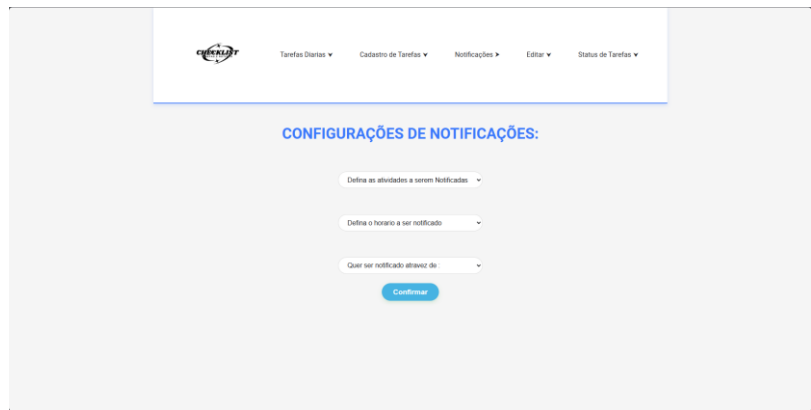 CHECKLIST
Tarefas Diarias
Cadastro de Tarefas
Notificações
Editar
Status de Tarefas
CONFIGURAÇÕES DE NOTIFICAÇÕES:
Defina as atividades a serem Notificadas
Defina o horario a ser notificado
Quer ser notificado atravez de
Confirmar